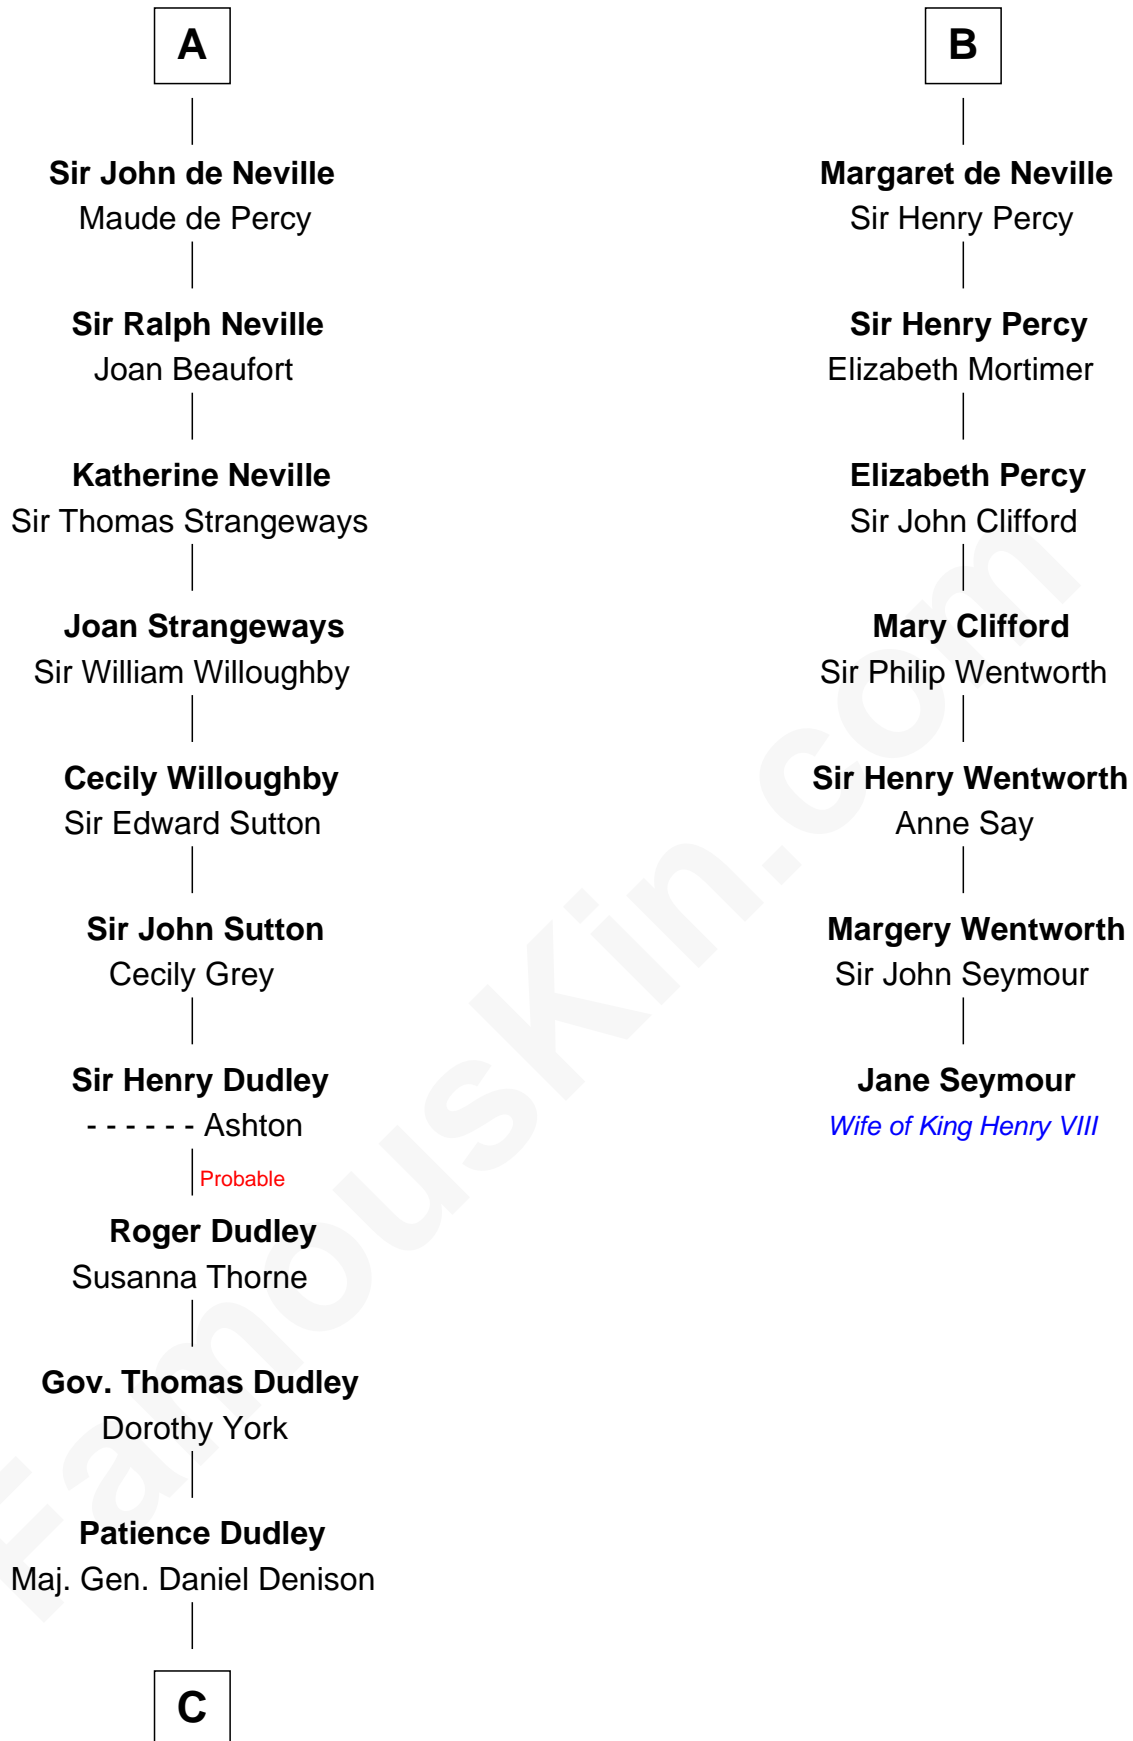 A
Sir John de Neville
Maude de Percy
Sir Ralph Neville
Joan Beaufort
Katherine Neville
Sir Thomas Strangeways
Joan Strangeways
Sir William Willoughby
Cecily Willoughby
Sir Edward Sutton
Sir John Sutton
Cecily Grey
Sir Henry Dudley
- - - - - - Ashton
Probable
Roger Dudley
Susanna Thorne
Gov. Thomas Dudley
Dorothy York
Patience Dudley
Maj. Gen. Daniel Denison
C
B
Margaret de Neville
Sir Henry Percy
Sir Henry Percy
Elizabeth Mortimer
Elizabeth Percy
Sir John Clifford
Mary Clifford
Sir Philip Wentworth
Sir Henry Wentworth
Anne Say
Margery Wentworth
Sir John Seymour
Jane Seymour
Wife of King Henry VIII
FamousKin.com